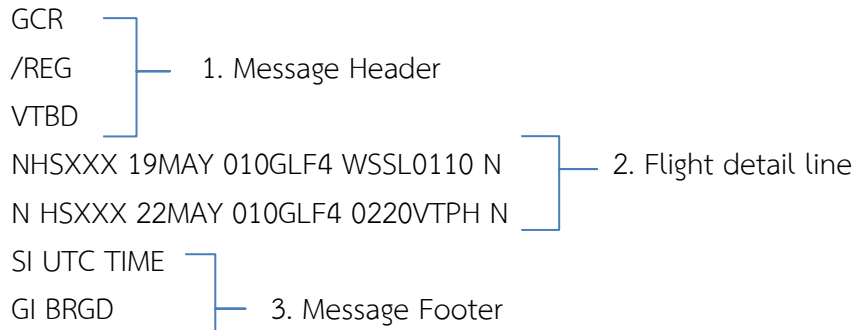 GCR
/REG 1. Message Header
VTBD
NHSXXX 19MAY 010GLF4 WSSL0110 N 2. Flight detail line
N HSXXX 22MAY 010GLF4 0220VTPH N
SI UTC TIME
GI BRGD 3. Message Footer